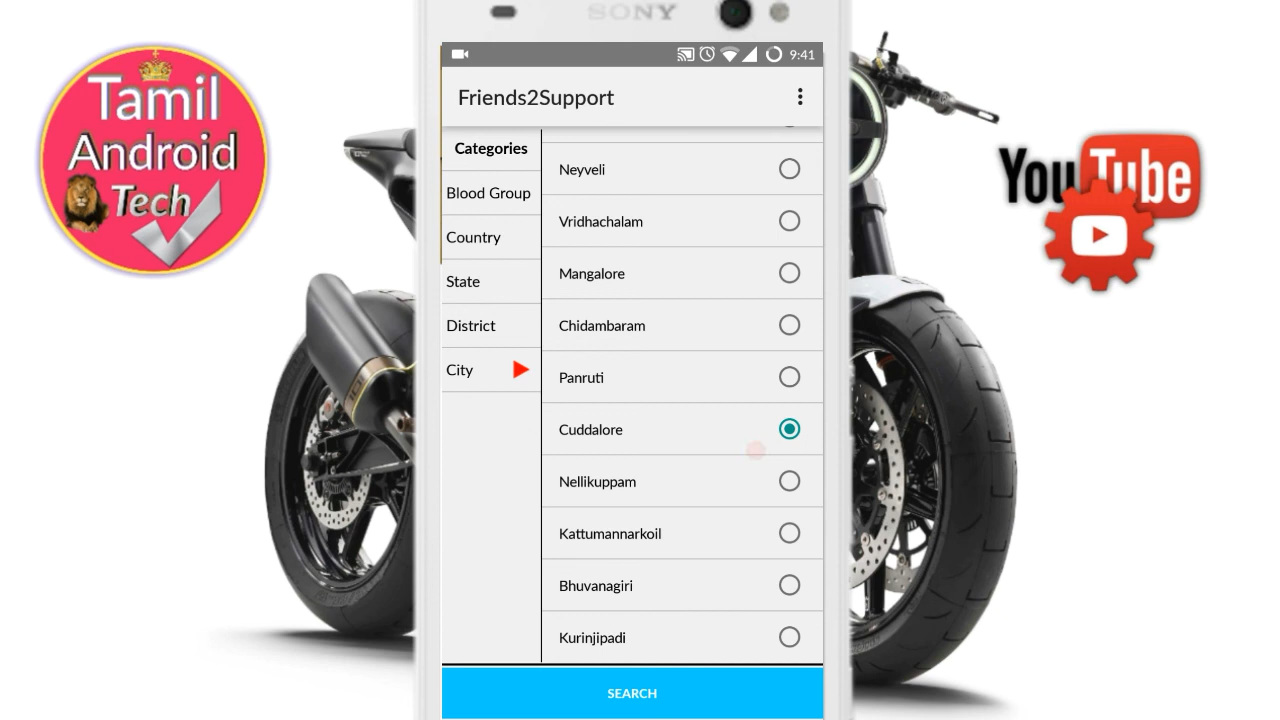 SONY
9:41
Friends2Support
Categories
Blood Group
Country
State
District
City
Neyveli
Vridhachalam
Mangalore
Chidambaram
Panruti
Cuddalore
Nellikuppam
Kattumannarkoil
Bhuvanagiri
Kurinjipadi
SEARCH
Tamil
Android
Tech
YouTube